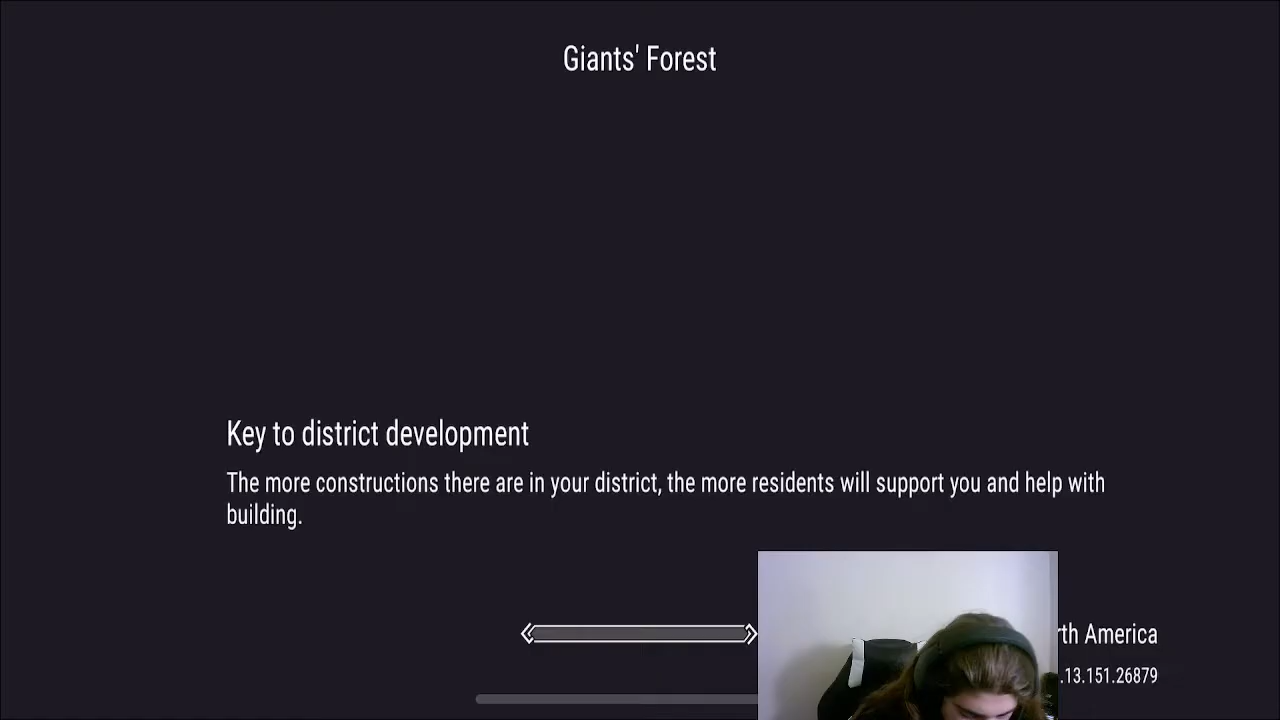 Giants' Forest
Key to district development
The more constructions there are in your district, the more residents will support you and help with
building.
America
.13.151.26879